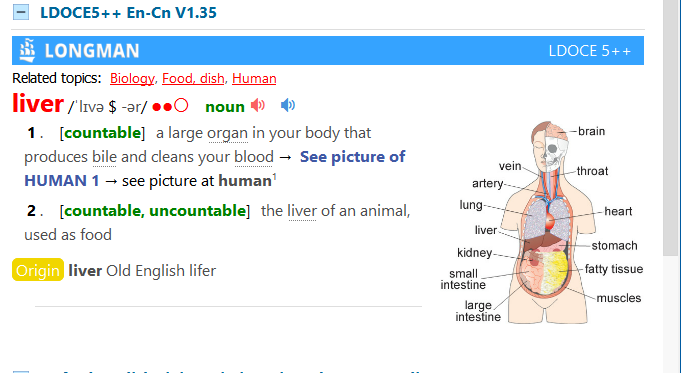 LDOCE5++ En-Cn V1.35
LONGMAN
LDOCE 5++
Related topics: Biology, Food, dish, Human
liver /ˈlɪvə $ -ər/ ●●○ noun
1. [countable] a large organ in your body that
produces bile and cleans your blood → See picture of
HUMAN 1 → see picture at human¹
2. [countable, uncountable] the liver of an animal,
used as food
Origin liver Old English lifer
brain
vein
throat
artery
lung
heart
liver
stomach
kidney
fatty tissue
small
intestine
muscles
large
intestine